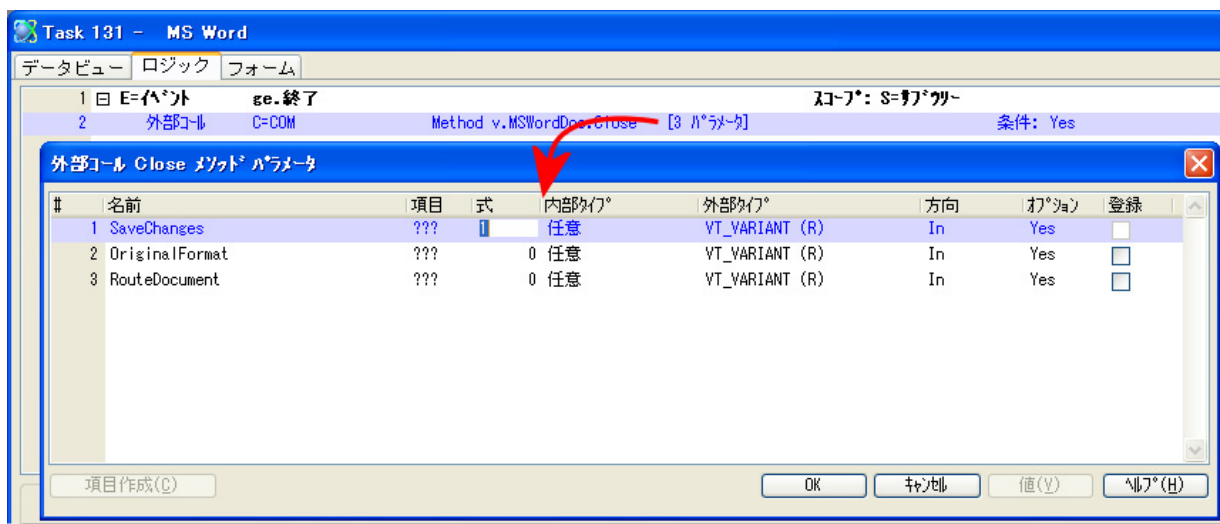 Task 131 - MS Word
データビュー ロジック フォーム
1 E=ｲﾍﾞﾝﾄ ge.終了 ｽｺｰﾌﾟ: S=ｻﾌﾞﾂﾘｰ
2 外部ｺｰﾙ C=COM Method v.MSWordDoc.Close [3 ﾊﾟﾗﾒｰﾀ] 条件: Yes
外部ｺｰﾙ Close ﾒｿｯﾄﾞ ﾊﾟﾗﾒｰﾀ
# 名前 項目 式 内部ﾀｲﾌﾟ 外部ﾀｲﾌﾟ 方向 ｵﾌﾟｼｮﾝ 登録
1 SaveChanges ??? 1 任意 VT_VARIANT (R) In Yes
2 OriginalFormat ??? 0 任意 VT_VARIANT (R) In Yes
3 RouteDocument ??? 0 任意 VT_VARIANT (R) In Yes
項目作成(C) OK ｷｬﾝｾﾙ 値(V) ﾍﾙﾌﾟ(H)